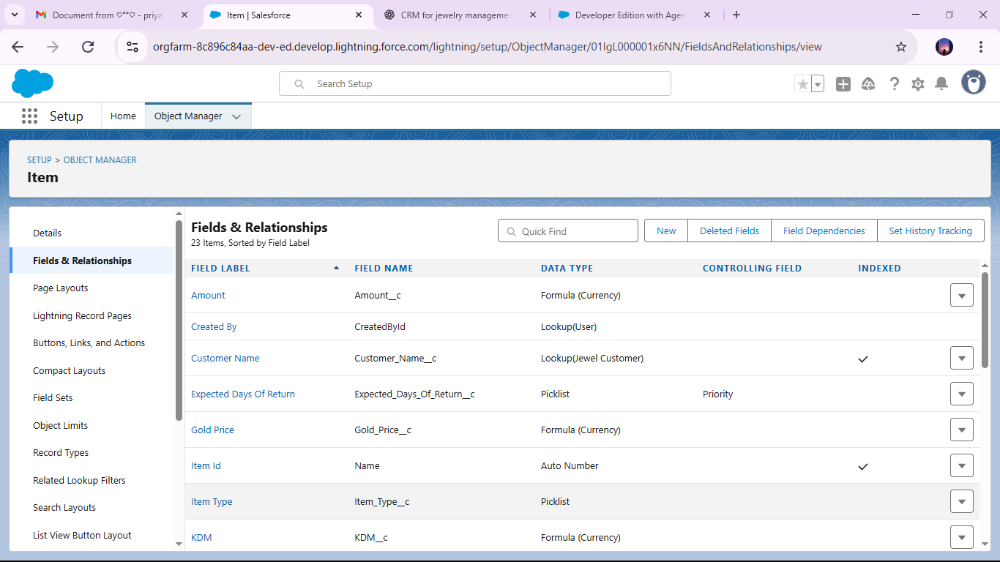 Document from ♡°°♡ - priya
Item | Salesforce
CRM for jewelry managemen
Developer Edition with Agen
orgfarm-8c896c84aa-dev-ed.develop.lightning.force.com/lightning/setup/ObjectManager/01IgL000001x6NN/FieldsAndRelationships/view
Search Setup
Setup
Home
Object Manager
SETUP > OBJECT MANAGER
Item
Details
Fields & Relationships
Page Layouts
Lightning Record Pages
Buttons, Links, and Actions
Compact Layouts
Field Sets
Object Limits
Record Types
Related Lookup Filters
Search Layouts
List View Button Layout
Fields & Relationships
23 Items, Sorted by Field Label
Quick Find
New
Deleted Fields
Field Dependencies
Set History Tracking
FIELD LABEL FIELD NAME DATA TYPE CONTROLLING FIELD INDEXED
Amount Amount__c Formula (Currency)
Created By CreatedById Lookup(User)
Customer Name Customer_Name__c Lookup(Jewel Customer)
Expected Days Of Return Expected_Days_Of_Return__c Picklist Priority
Gold Price Gold_Price__c Formula (Currency)
Item Id Name Auto Number
Item Type Item_Type__c Picklist
KDM KDM__c Formula (Currency)